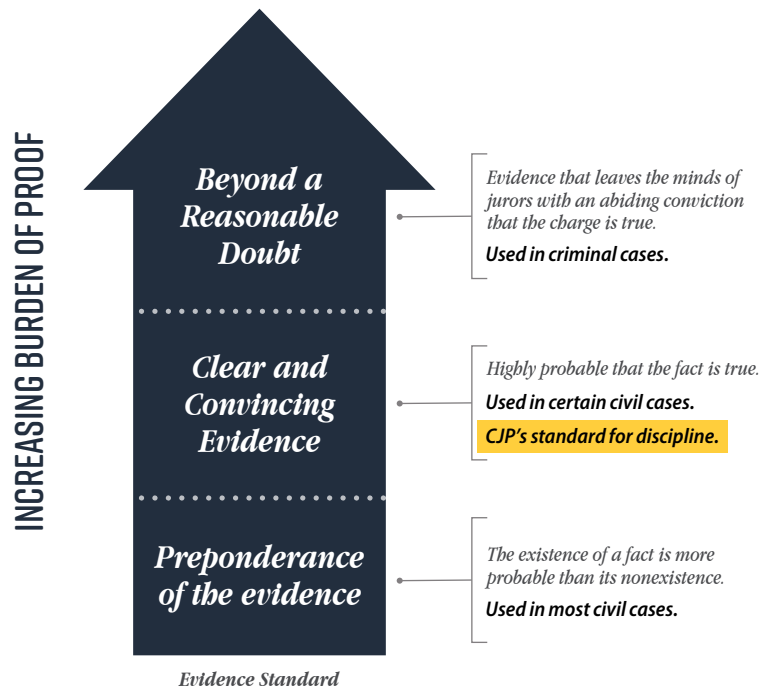 INCREASING BURDEN OF PROOF
Beyond a
Reasonable
Doubt
Evidence that leaves the minds of
jurors with an abiding conviction
that the charge is true.
Used in criminal cases.
Clear and
Convincing
Evidence
Highly probable that the fact is true.
Used in certain civil cases.
CJP's standard for discipline.
Preponderance
of the evidence
The existence of a fact is more
probable than its nonexistence.
Used in most civil cases.
Evidence Standard